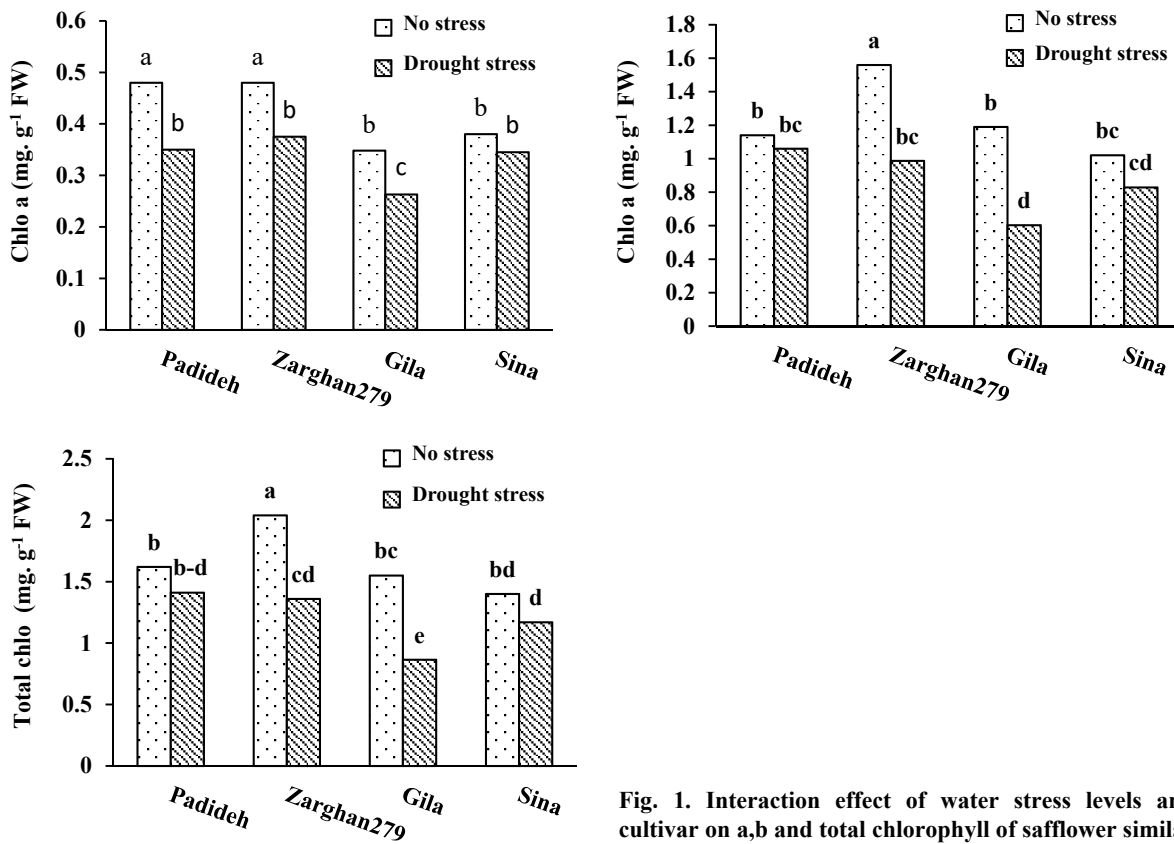 No stress
Drought stress
Chlo a (mg. g⁻¹ FW)
0.6
0.5
0.4
0.3
0.2
0.1
0
a
b
a
b
b
c
b
b
Padideh
Zarghan279
Gila
Sina
No stress
Drought stress
Chlo a (mg. g⁻¹ FW)
1.8
1.6
1.4
1.2
1
0.8
0.6
0.4
0.2
0
b
bc
a
bc
b
d
bc
cd
Padideh
Zarghan279
Gila
Sina
No stress
Drought stress
Total chlo (mg. g⁻¹ FW)
2.5
2
1.5
1
0.5
0
b
b-d
a
cd
bc
e
bd
d
Padideh
Zarghan279
Gila
Sina
Fig. 1. Interaction effect of water stress levels an
cultivar on a,b and total chlorophyll of safflower simila